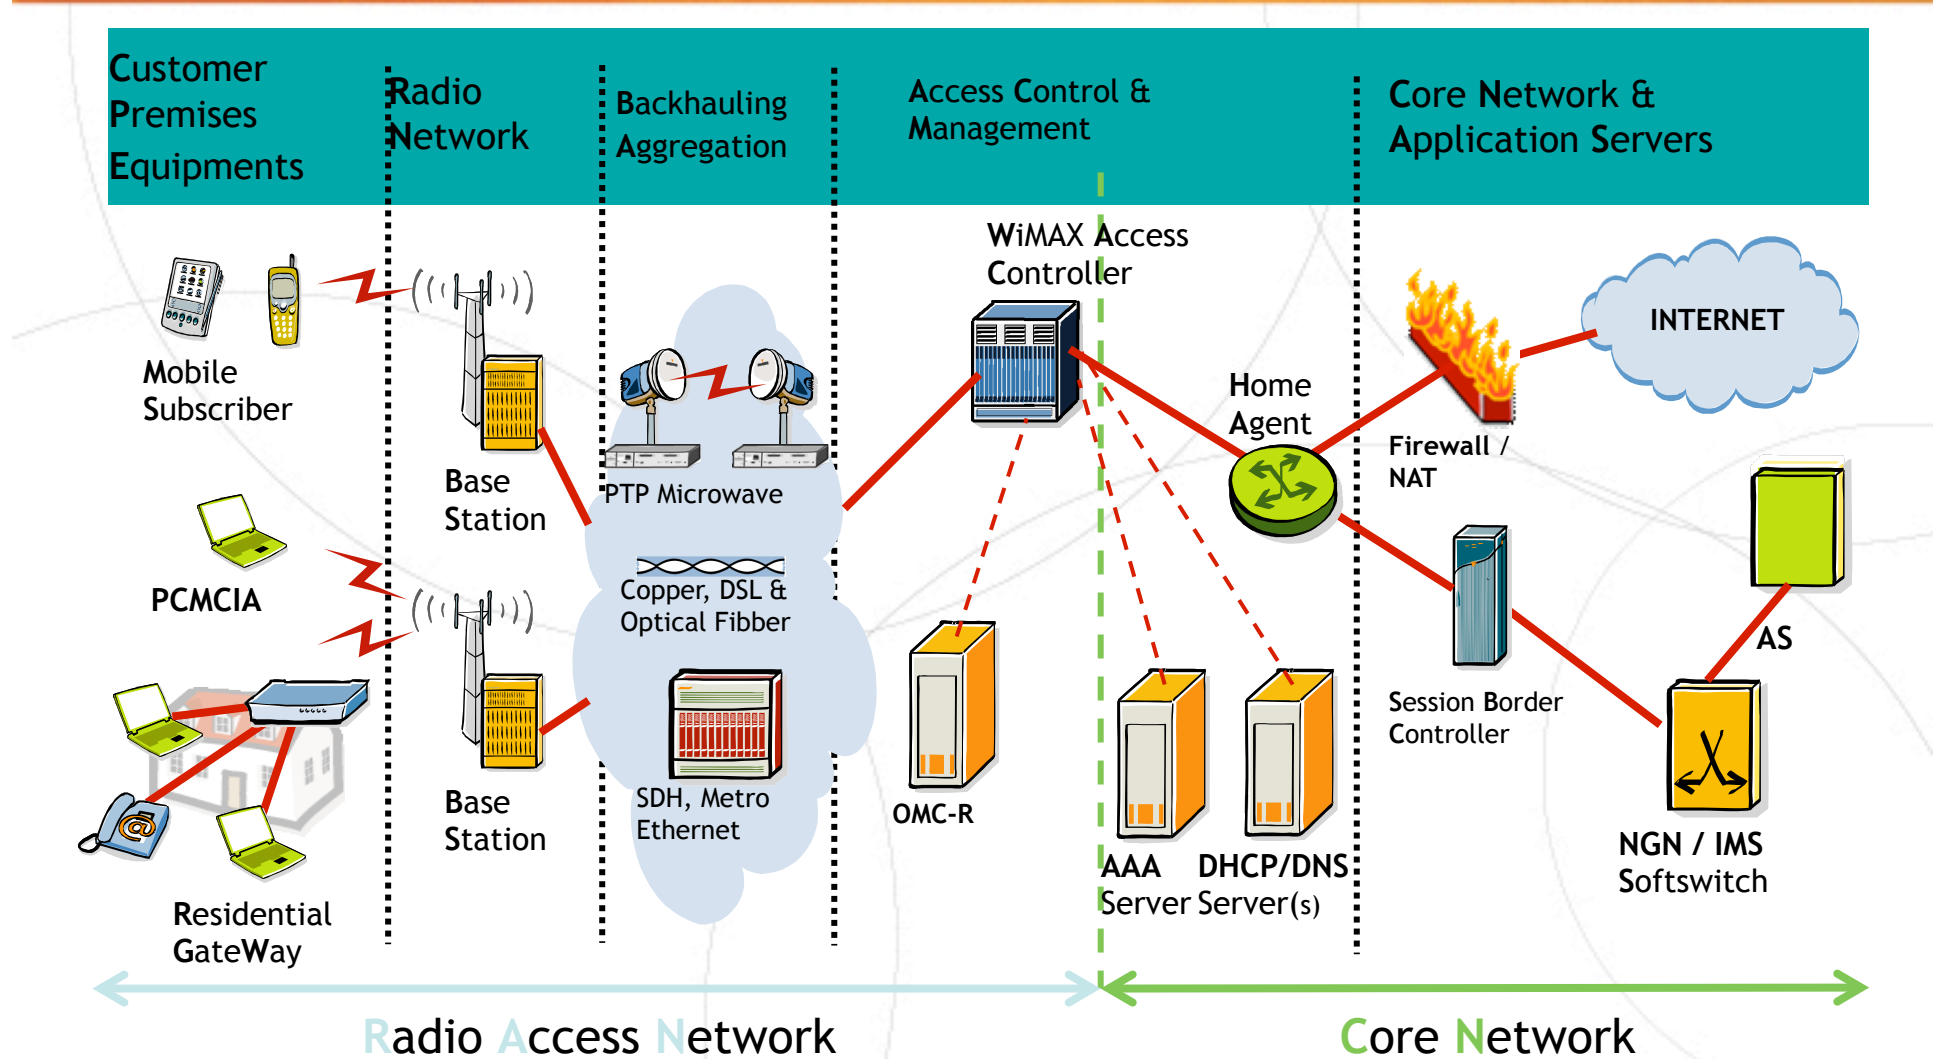 Customer
Premises
Equipments
Radio
Network
Backhauling
Aggregation
Access Control &
Management
Core Network &
Application Servers
WiMAX Access
Controller
INTERNET
Mobile
Subscriber
Home
Agent
Firewall /
NAT
Base
Station
PTP Microwave
PCMCIA
Copper, DSL &
Optical Fibber
AS
Session Border
Controller
@
SDH, Metro
Ethernet
OMC-R
Base
Station
AAA
Server
DHCP/DNS
Server(s)
NGN / IMS
Softswitch
Residential
GateWay
Radio Access Network
Core Network